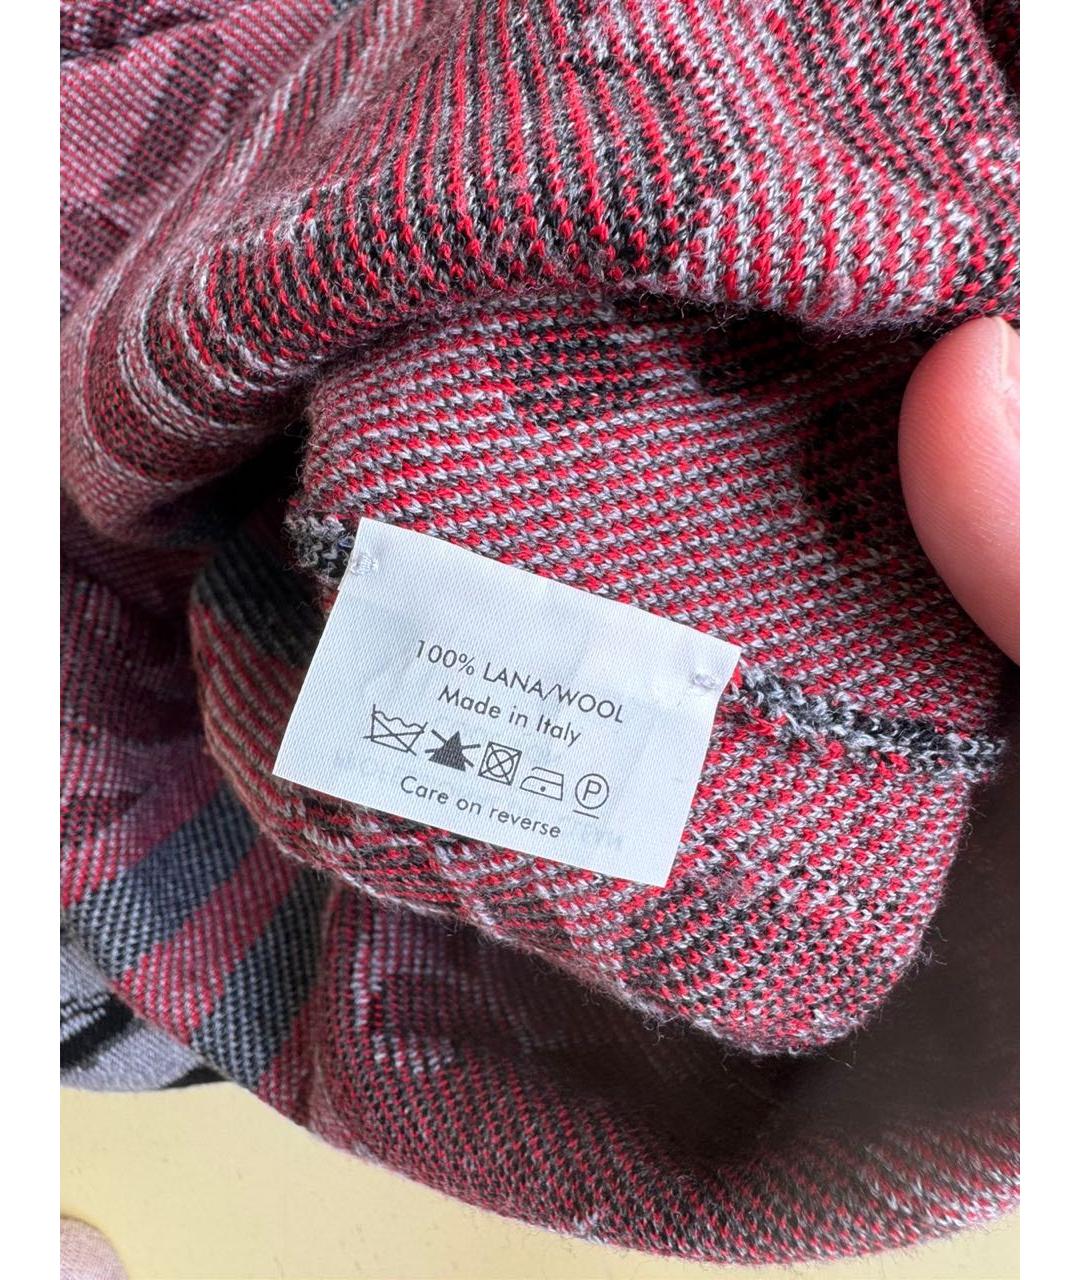 100% LANA/WOOL
Made in Italy
P
Care on reverse